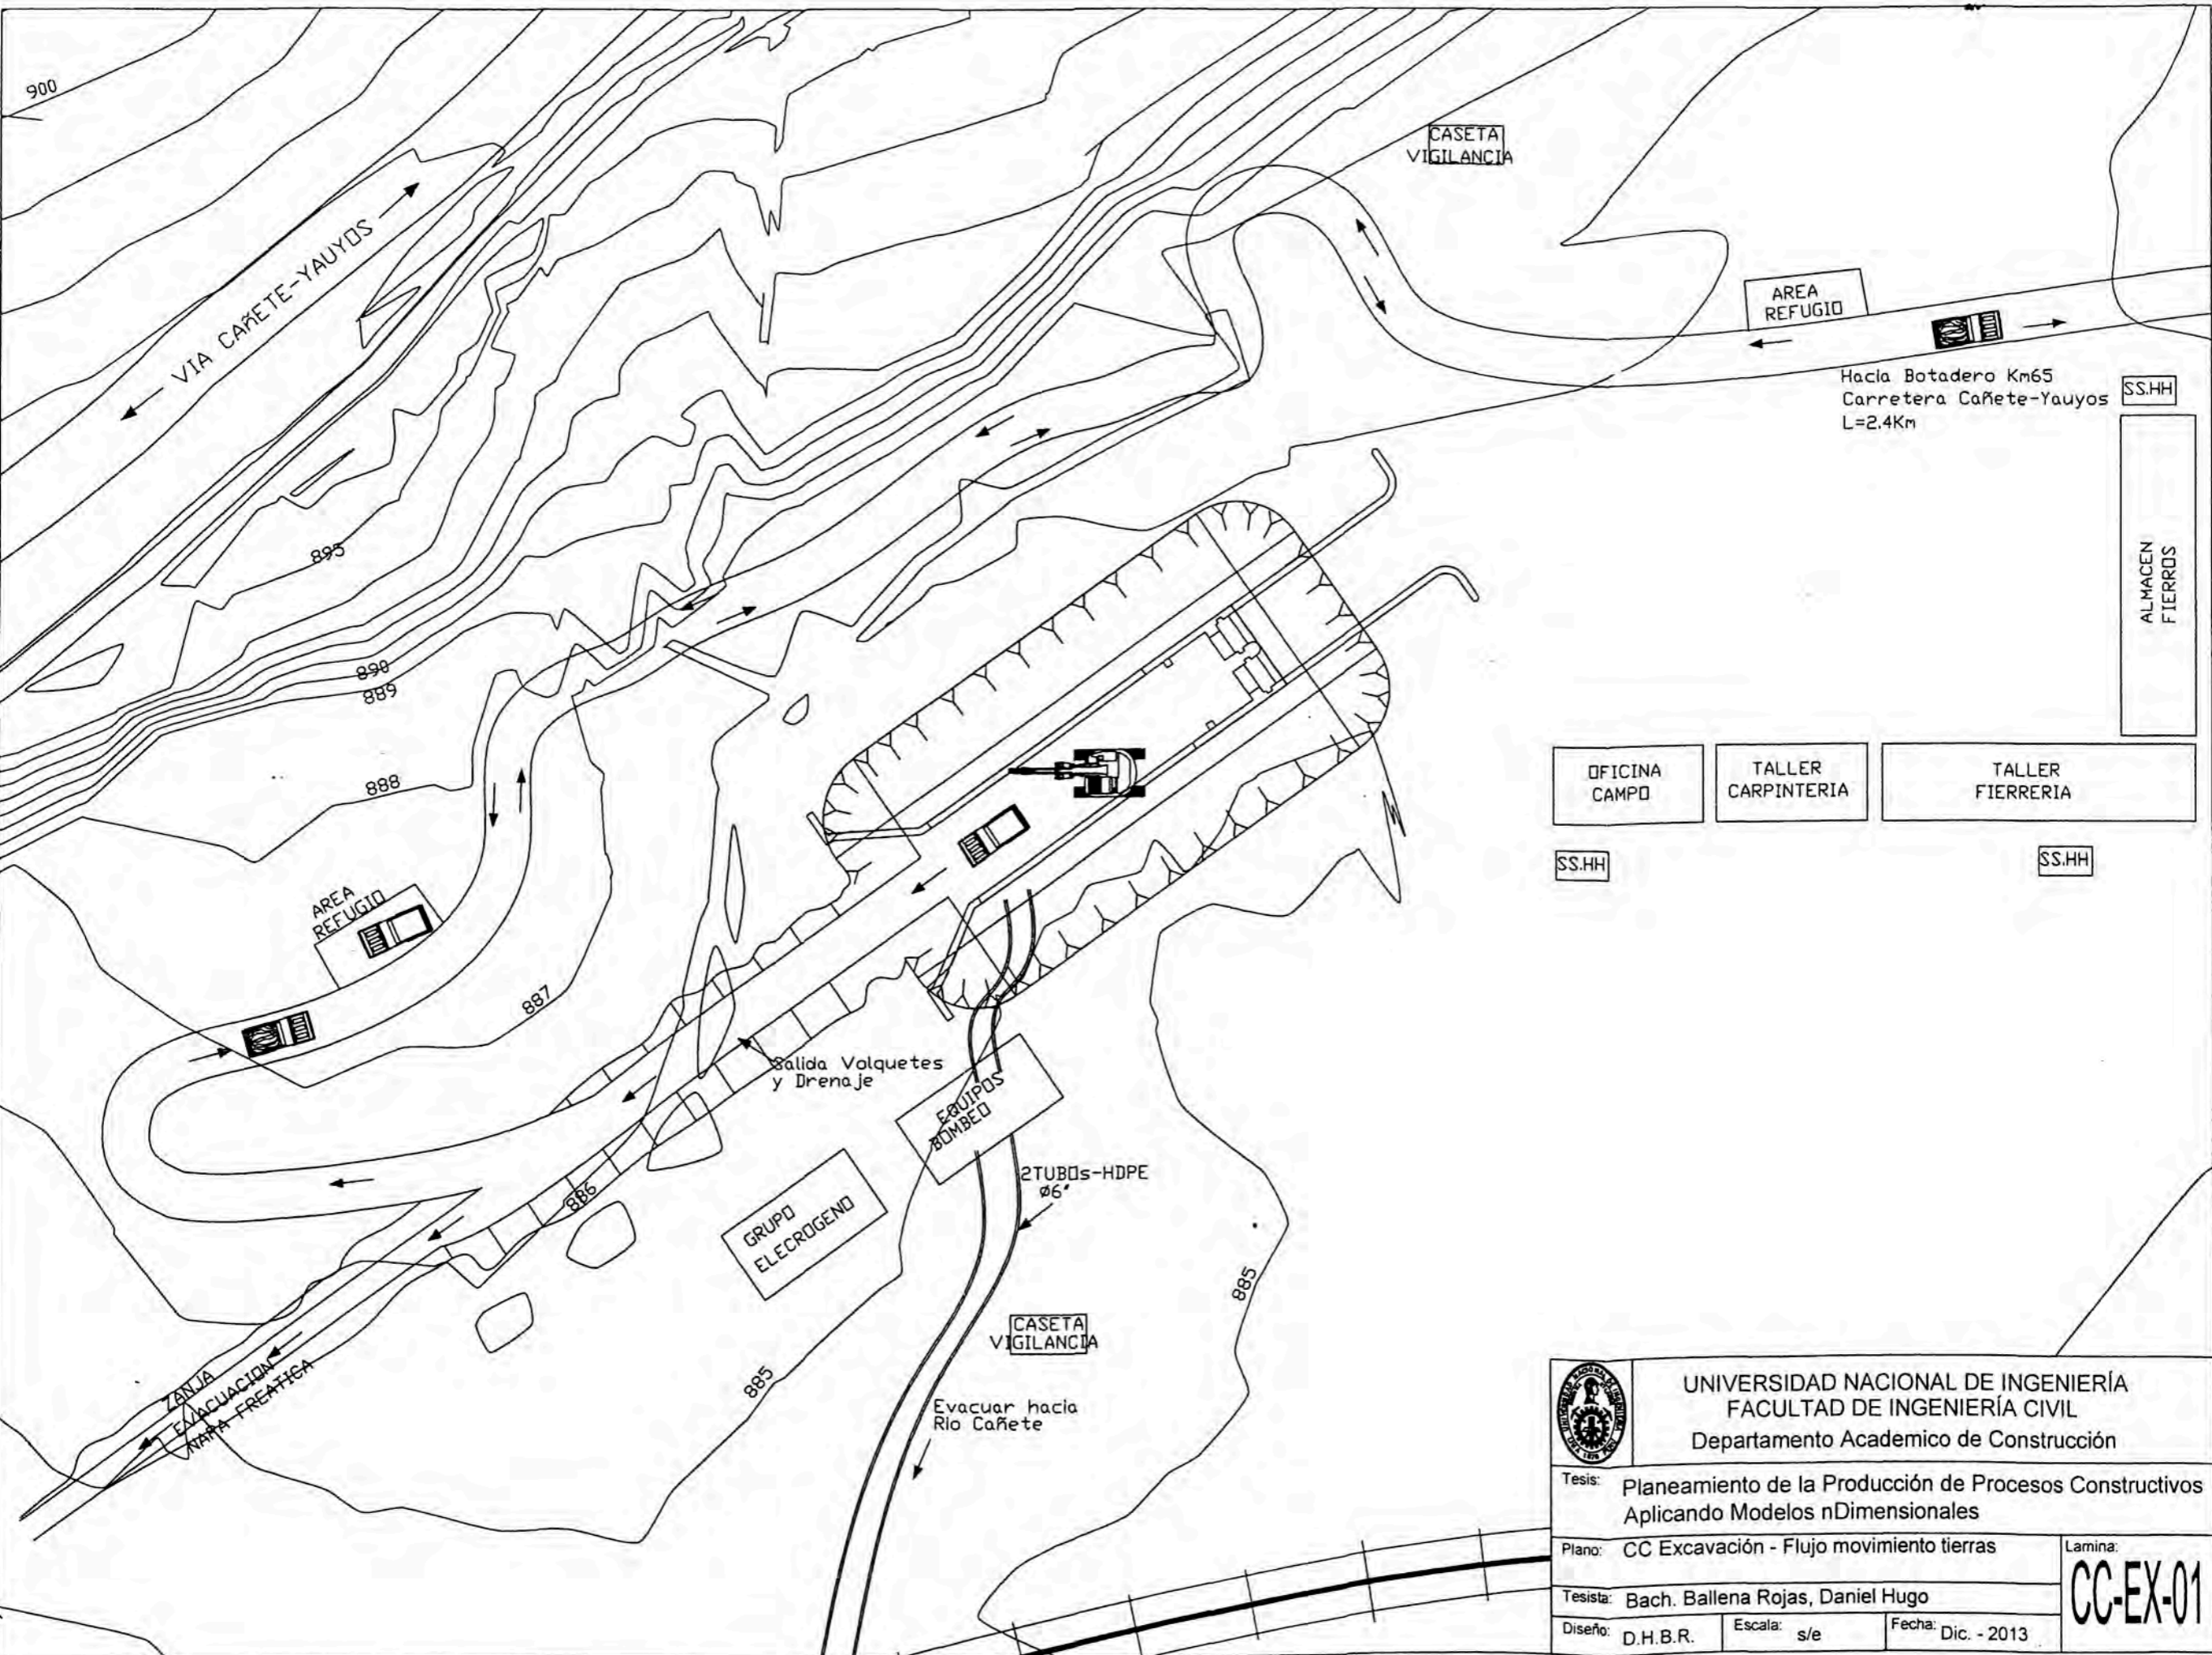 900
CASETA
VIGILANCIA
VIA CAÑETE-YAUYOS
AREA
REFUGIO
Hacia Botadero Km65
Carretera Cañete-Yauyos
L=2.4Km
SS.HH
ALMACEN
FIERROS
895
890
889
888
OFICINA
CAMPO
TALLER
CARPINTERIA
TALLER
FIERRERIA
SS.HH
SS.HH
AREA
REFUGIO
887
Salida Volquetes
y Drenaje
EQUIPOS
BOMBEO
2TUBOs-HDPE
Ø6"
886
GRUPO
ELECROGENO
885
CASETA
VIGILANCIA
885
ZANJA
EVACUACION
NAPA FREATICA
Evacuar hacia
Rio Cañete
UNIVERSIDAD NACIONAL DE INGENIERÍA
FACULTAD DE INGENIERÍA CIVIL
Departamento Academico de Construcción
Tesis: Planeamiento de la Producción de Procesos Constructivos
Aplicando Modelos nDimensionales
Plano: CC Excavación - Flujo movimiento tierras
Lamina:
CC-EX-01
Tesista: Bach. Ballena Rojas, Daniel Hugo
Diseño: D.H.B.R. Escala: s/e Fecha: Dic. - 2013